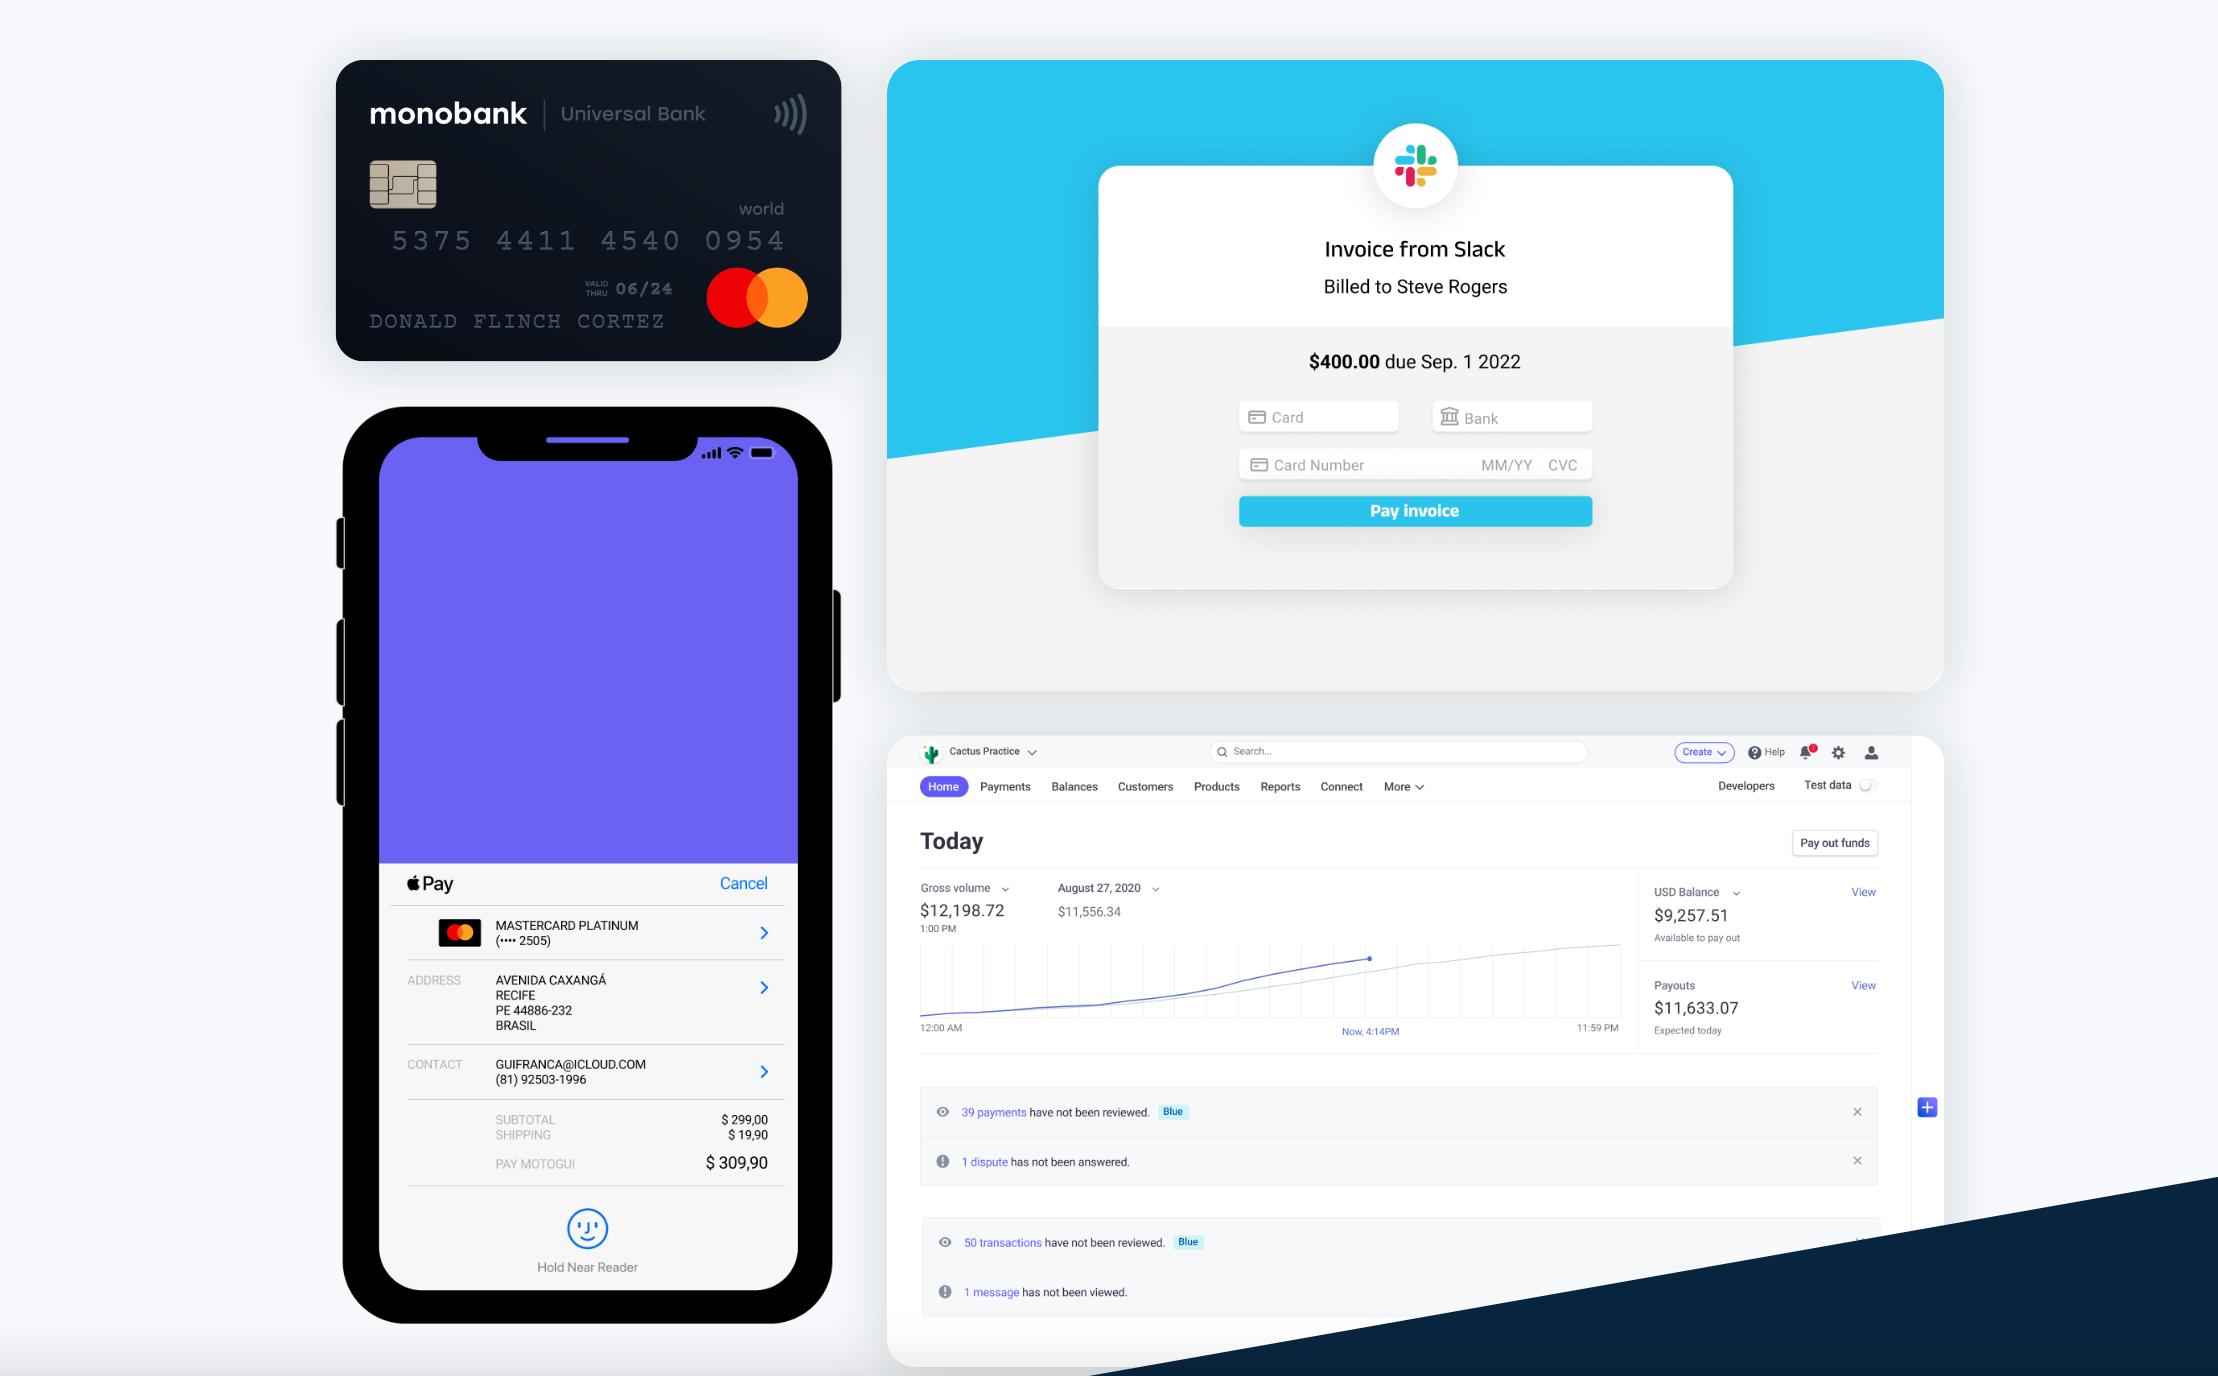 monobank | Universal Bank
world
5375 4411 4540 0954
VALID THRU 06/24
DONALD FLINCH CORTEZ
Pay
Cancel
MASTERCARD PLATINUM
(•••• 2505)
ADDRESS
AVENIDA CAXANGÁ
RECIFE
PE 44886-232
BRASIL
CONTACT
GUIFRANCA@ICLOUD.COM
(81) 92503-1996
SUBTOTAL $ 299,00
SHIPPING $ 19,90
PAY MOTOGUI $ 309,90
Hold Near Reader
Invoice from Slack
Billed to Steve Rogers
$400.00 due Sep. 1 2022
Card
Bank
Card Number MM/YY CVC
Pay invoice
Cactus Practice
Search...
Create
Help
Home Payments Balances Customers Products Reports Connect More
Developers Test data
Today
Pay out funds
Gross volume
$12,198.72
1:00 PM
August 27, 2020
$11,556.34
12:00 AM
Now, 4:14PM
11:59 PM
USD Balance View
$9,257.51
Available to pay out
Payouts View
$11,633.07
Expected today
39 payments have not been reviewed. Blue
1 dispute has not been answered.
50 transactions have not been reviewed. Blue
1 message has not been viewed.